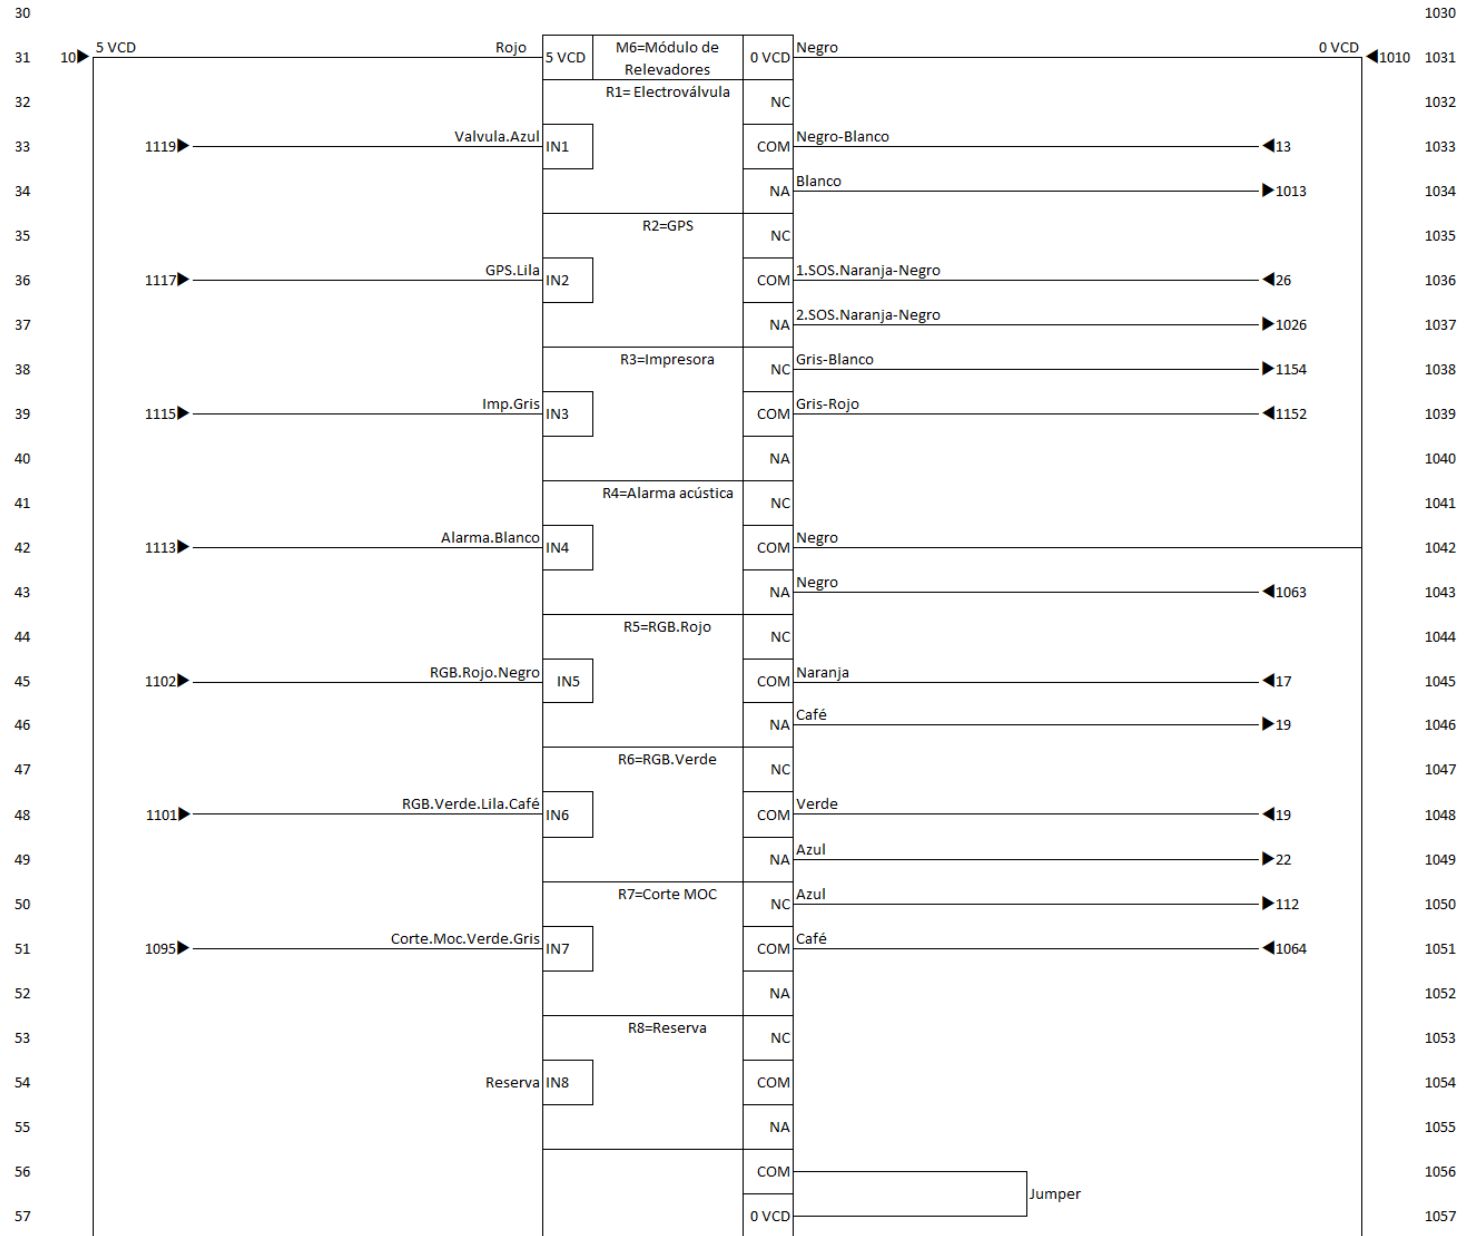 30 1030
5 VCD Rojo M6=Módulo de Negro 0 VCD
31 10 5 VCD Relevadores 0 VCD 1010 1031
R1= Electroválvula
32 NC 1032
Valvula.Azul Negro-Blanco
33 1119 IN1 COM 13 1033
Blanco
34 NA 1013 1034
R2=GPS
35 NC 1035
GPS.Lila 1.SOS.Naranja-Negro
36 1117 IN2 COM 26 1036
2.SOS.Naranja-Negro
37 NA 1026 1037
R3=Impresora Gris-Blanco
38 NC 1154 1038
Imp.Gris Gris-Rojo
39 1115 IN3 COM 1152 1039
40 NA 1040
R4=Alarma acústica
41 NC 1041
Alarma.Blanco Negro
42 1113 IN4 COM 1042
Negro
43 NA 1063 1043
R5=RGB.Rojo
44 NC 1044
RGB.Rojo.Negro Naranja
45 1102 IN5 COM 17 1045
Café
46 NA 19 1046
R6=RGB.Verde
47 NC 1047
RGB.Verde.Lila.Café Verde
48 1101 IN6 COM 19 1048
Azul
49 NA 22 1049
R7=Corte MOC Azul
50 NC 112 1050
Corte.Moc.Verde.Gris Café
51 1095 IN7 COM 1064 1051
52 NA 1052
R8=Reserva
53 NC 1053
54 Reserva IN8 COM 1054
55 NA 1055
56 COM 1056
Jumper
57 0 VCD 1057